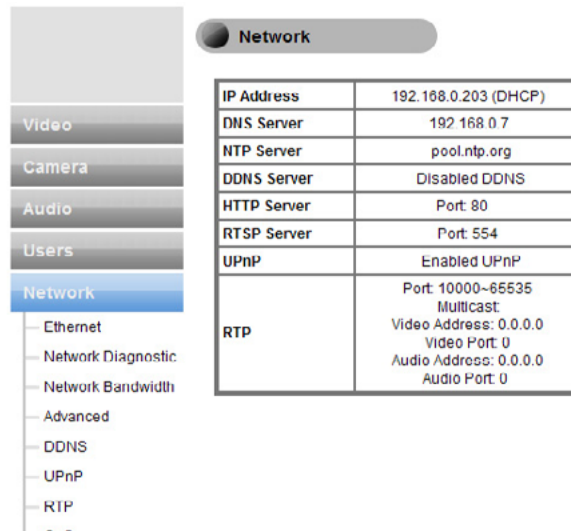 Network
IP Address 192.168.0.203 (DHCP)
DNS Server 192.168.0.7
NTP Server pool.ntp.org
DDNS Server Disabled DDNS
HTTP Server Port: 80
RTSP Server Port: 554
UPnP Enabled UPnP
RTP Port: 10000~65535
Multicast:
Video Address: 0.0.0.0
Video Port: 0
Audio Address: 0.0.0.0
Audio Port: 0
Video
Camera
Audio
Users
Network
Ethernet
Network Diagnostic
Network Bandwidth
Advanced
DDNS
UPnP
RTP